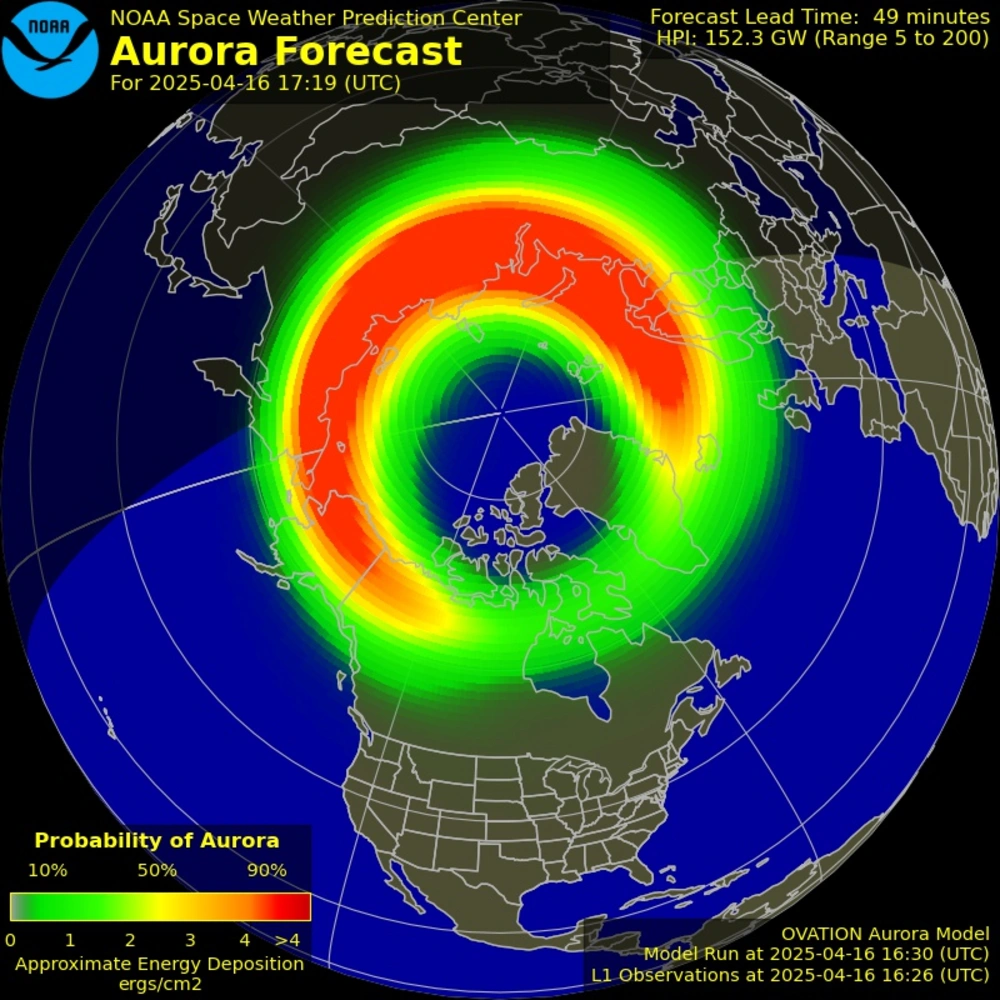 NOAA
NOAA Space Weather Prediction Center
Aurora Forecast
For 2025-04-16 17:19 (UTC)
Forecast Lead Time: 49 minutes
HPI: 152.3 GW (Range 5 to 200)
Probability of Aurora
10% 50% 90%
0 1 2 3 4 >4
Approximate Energy Deposition
ergs/cm2
OVATION Aurora Model
Model Run at 2025-04-16 16:30 (UTC)
L1 Observations at 2025-04-16 16:26 (UTC)